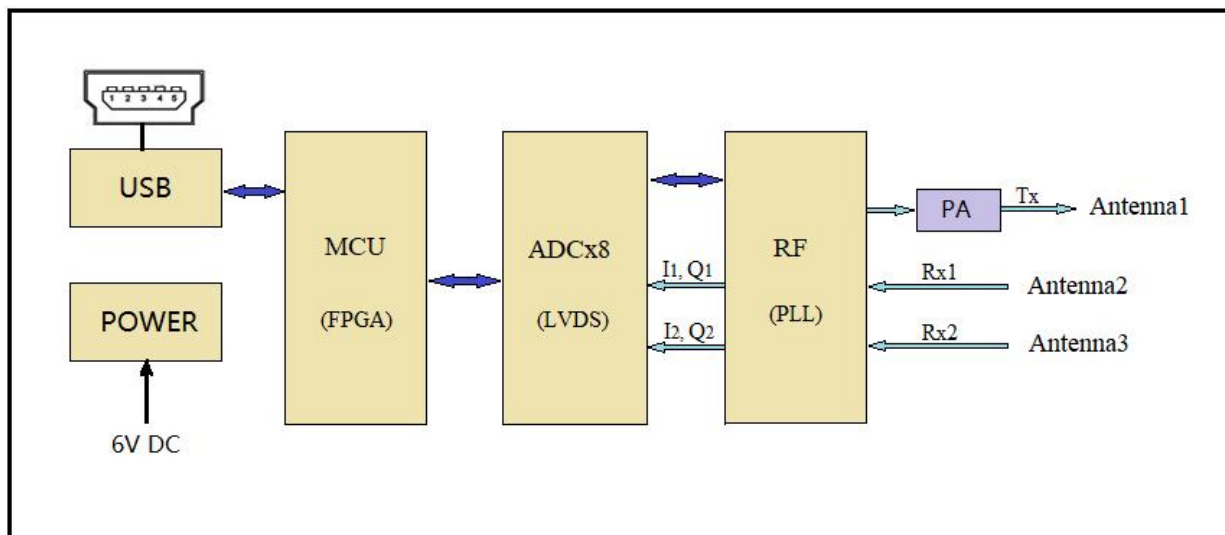 1 2 3 4 5
USB
POWER
6V DC
MCU
(FPGA)
ADCx8
(LVDS)
I1, Q1
I2, Q2
RF
(PLL)
PA
Tx
Antenna1
Rx1
Antenna2
Rx2
Antenna3